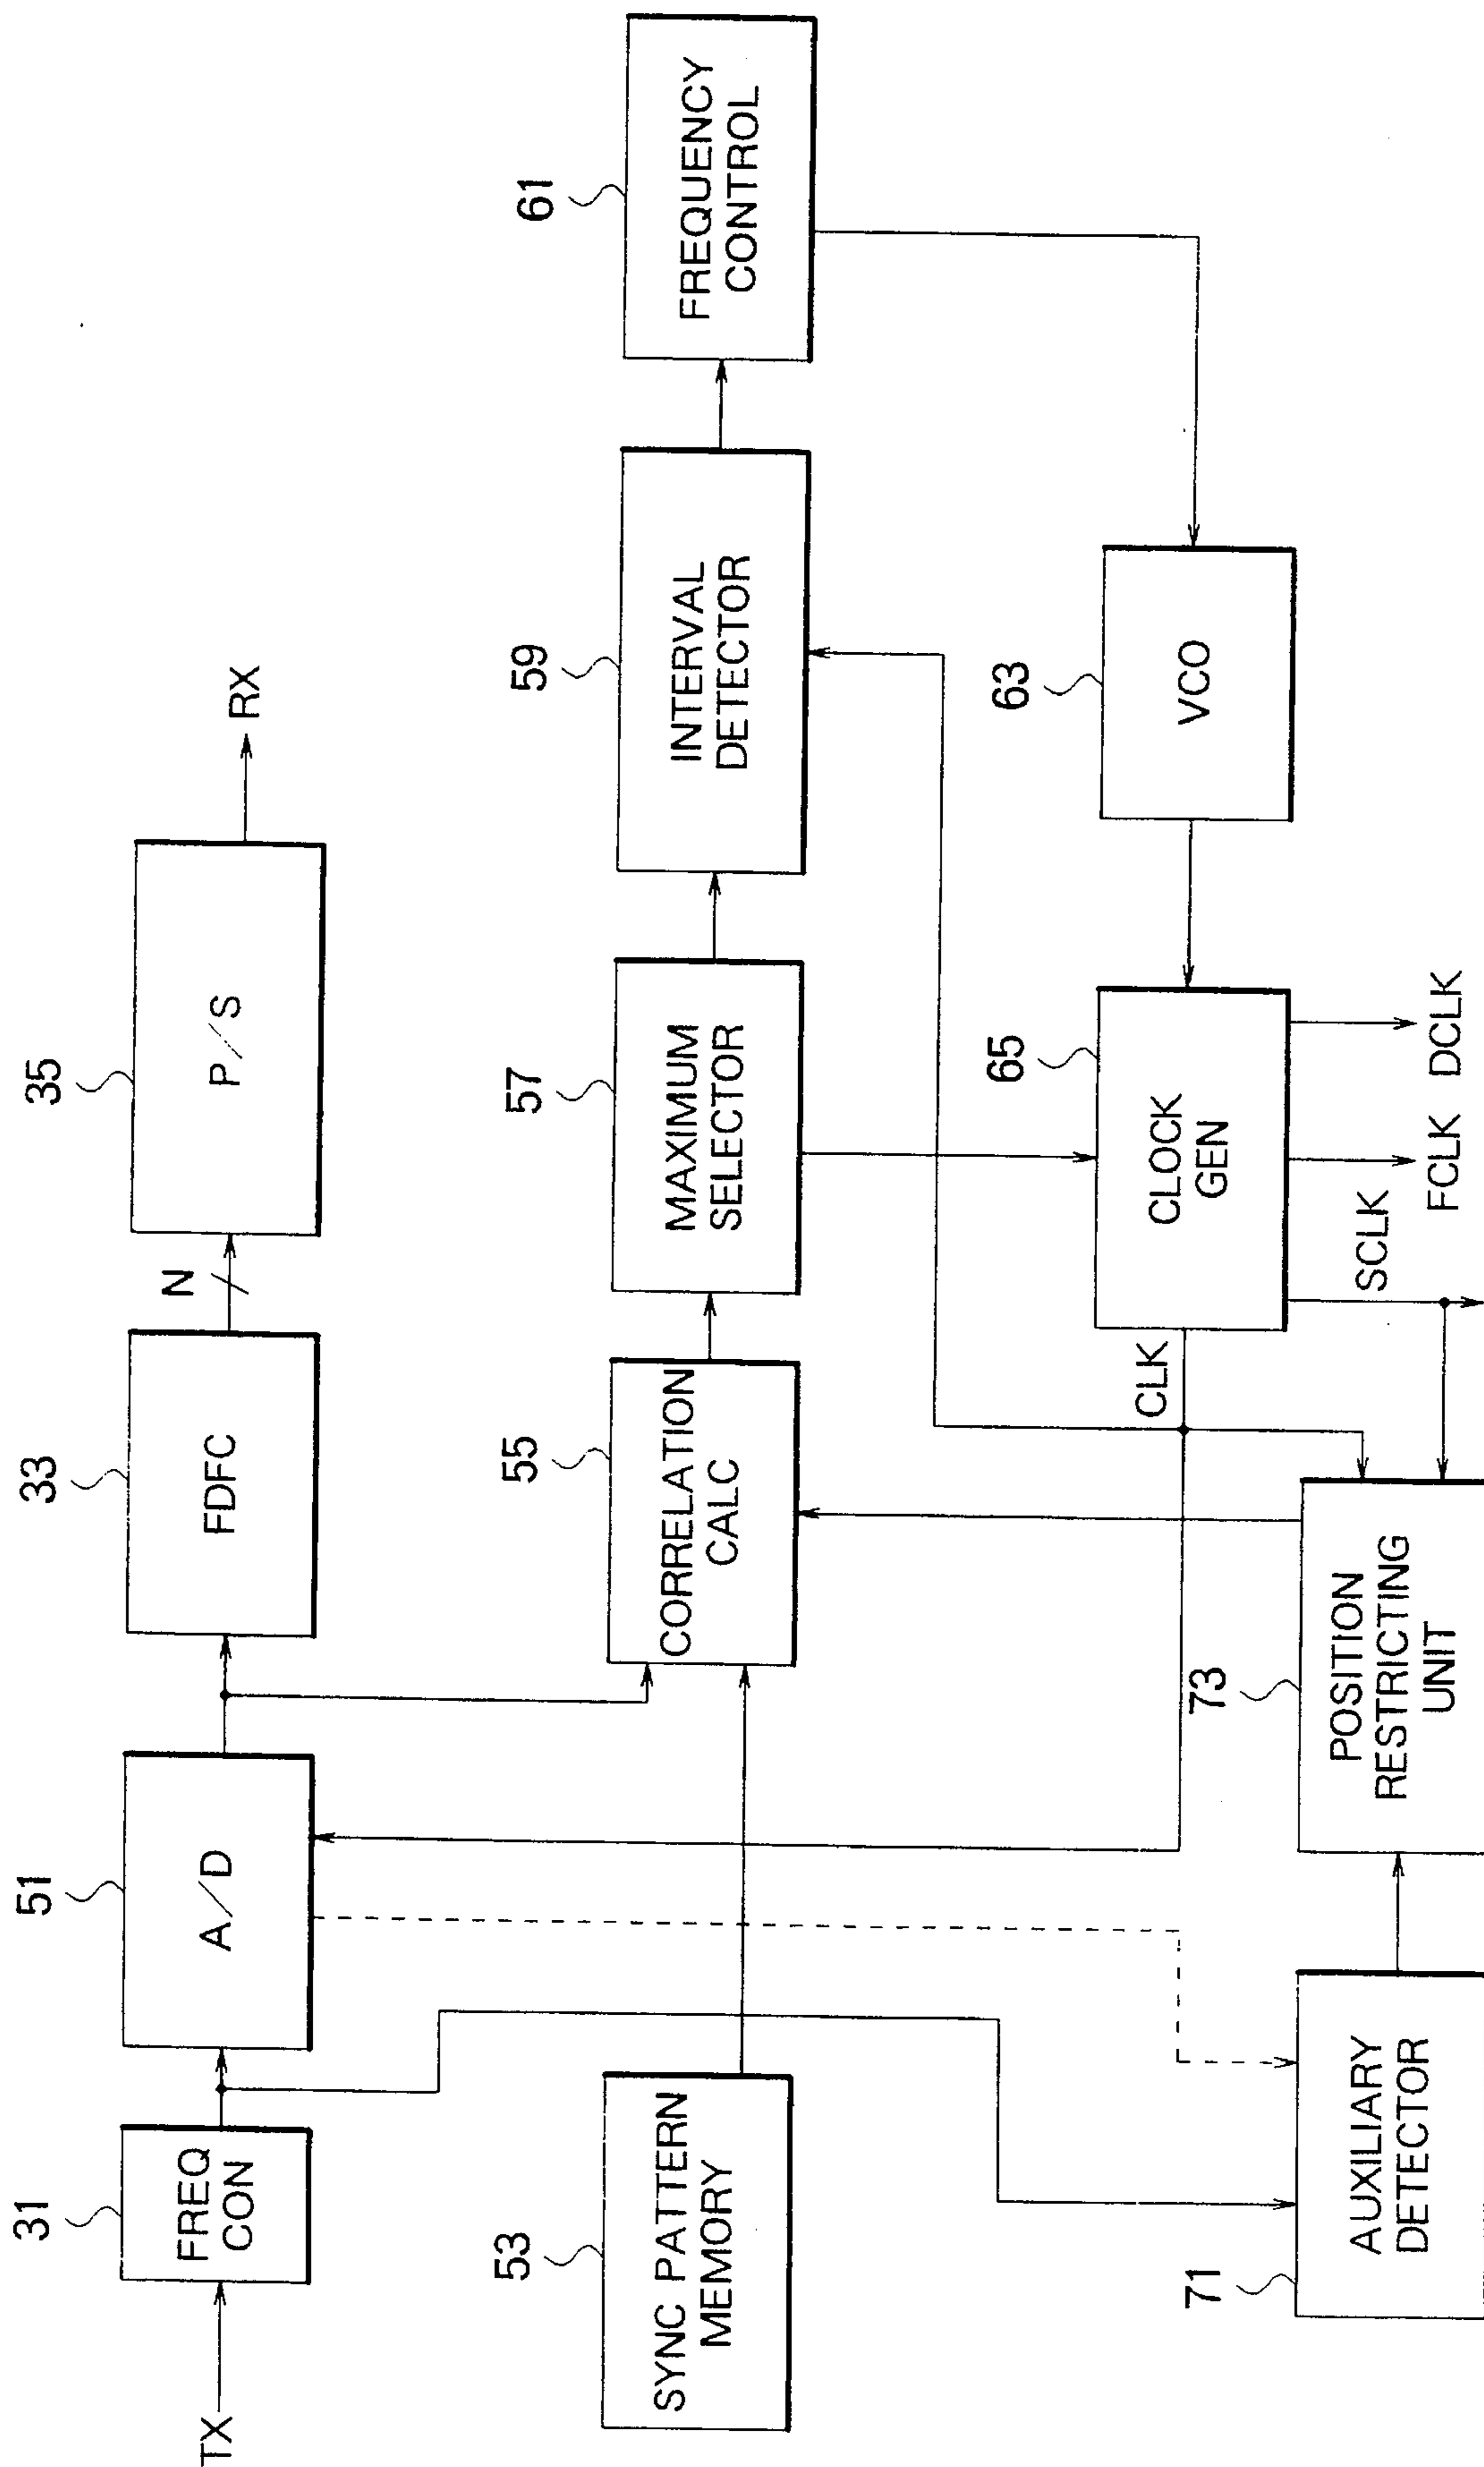 TX
31
FREQ
CON
51
A/D
33
FDFC
N
35
P/S
RX
53
SYNC PATTERN
MEMORY
55
CORRELATION
CALC
57
MAXIMUM
SELECTOR
59
INTERVAL
DETECTOR
61
FREQUENCY
CONTROL
CLK
65
CLOCK
GEN
63
VCO
SCLK
FCLK
DCLK
71
AUXILIARY
DETECTOR
73
POSITION
RESTRICTING
UNIT